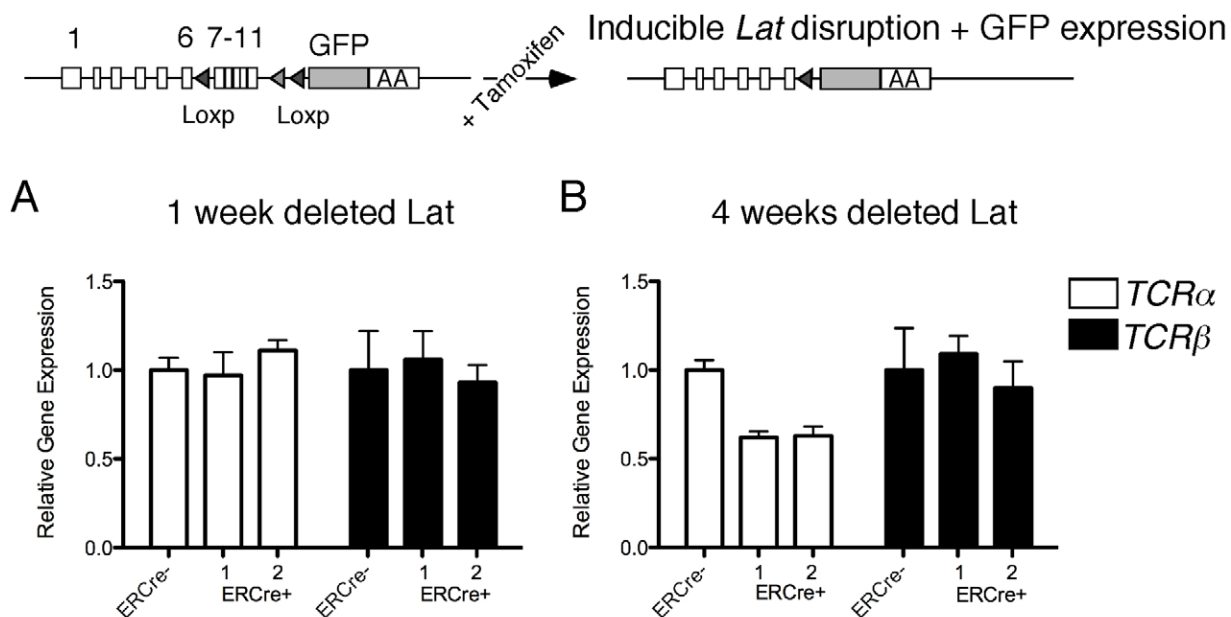 1 6 7-11 GFP
AA
Loxp Loxp
+ Tamoxifen
Inducible Lat disruption + GFP expression
AA
A 1 week deleted Lat
Relative Gene Expression
1.5
1.0
0.5
0.0
ERCre- 1 2 ERCre- 1 2
ERCre+ ERCre+
B 4 weeks deleted Lat
Relative Gene Expression
1.5
1.0
0.5
0.0
ERCre- 1 2 ERCre- 1 2
ERCre+ ERCre+
TCRα
TCRβ